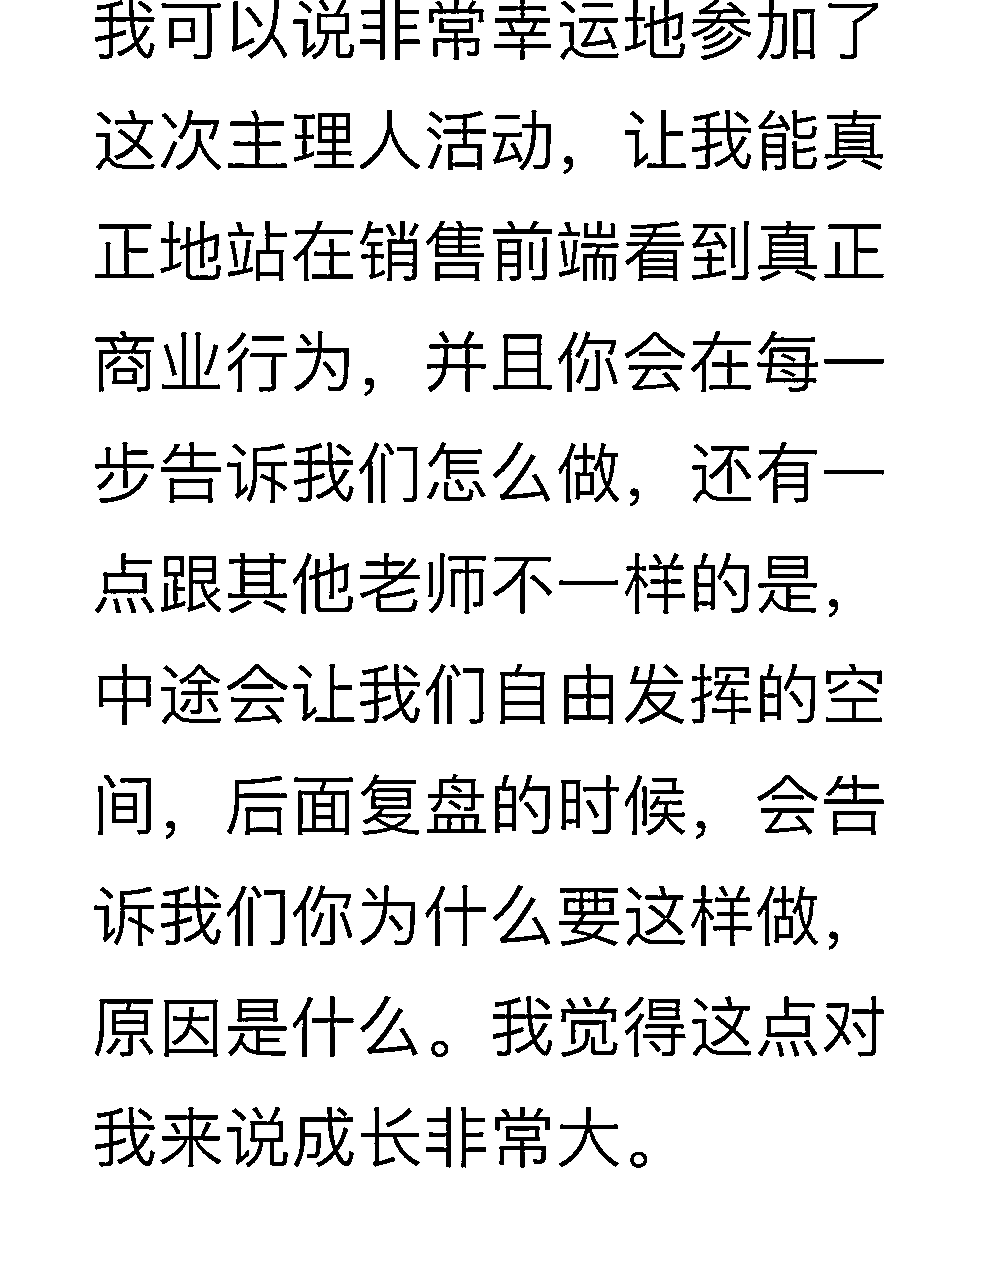 我可以说非常幸运地参加了
这次主理人活动，让我能真
正地站在销售前端看到真正
商业行为，并且你会在每一
步告诉我们怎么做，还有一
点跟其他老师不一样的是，
中途会让我们自由发挥的空
间，后面复盘的时候，会告
诉我们你为什么要这样做，
原因是什么。我觉得这点对
我来说成长非常大。